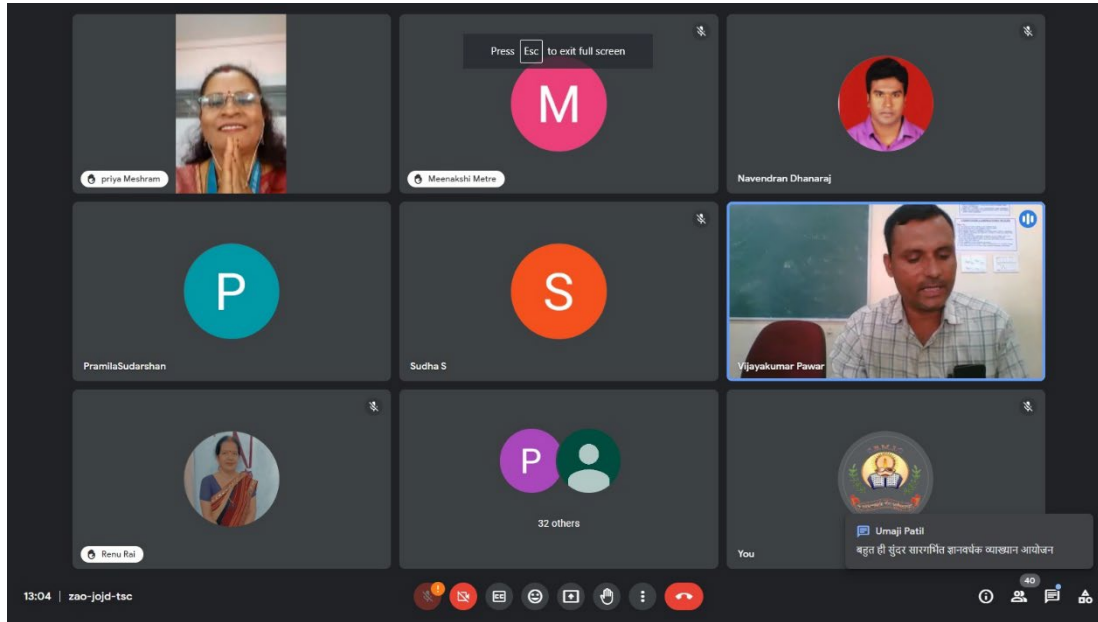 Press Esc to exit full screen
M
priya Meshram
Meenakshi Metre
Navendran Dhanaraj
P
S
PramilaSudarshan
Sudha S
Vijayakumar Pawar
P
32 others
Renu Rai
You
Umaji Patil
बहुत ही सुंदर सारगर्भित ज्ञानवर्धक व्याख्यान आयोजन
13:04 | zao-jojd-tsc
CC
40